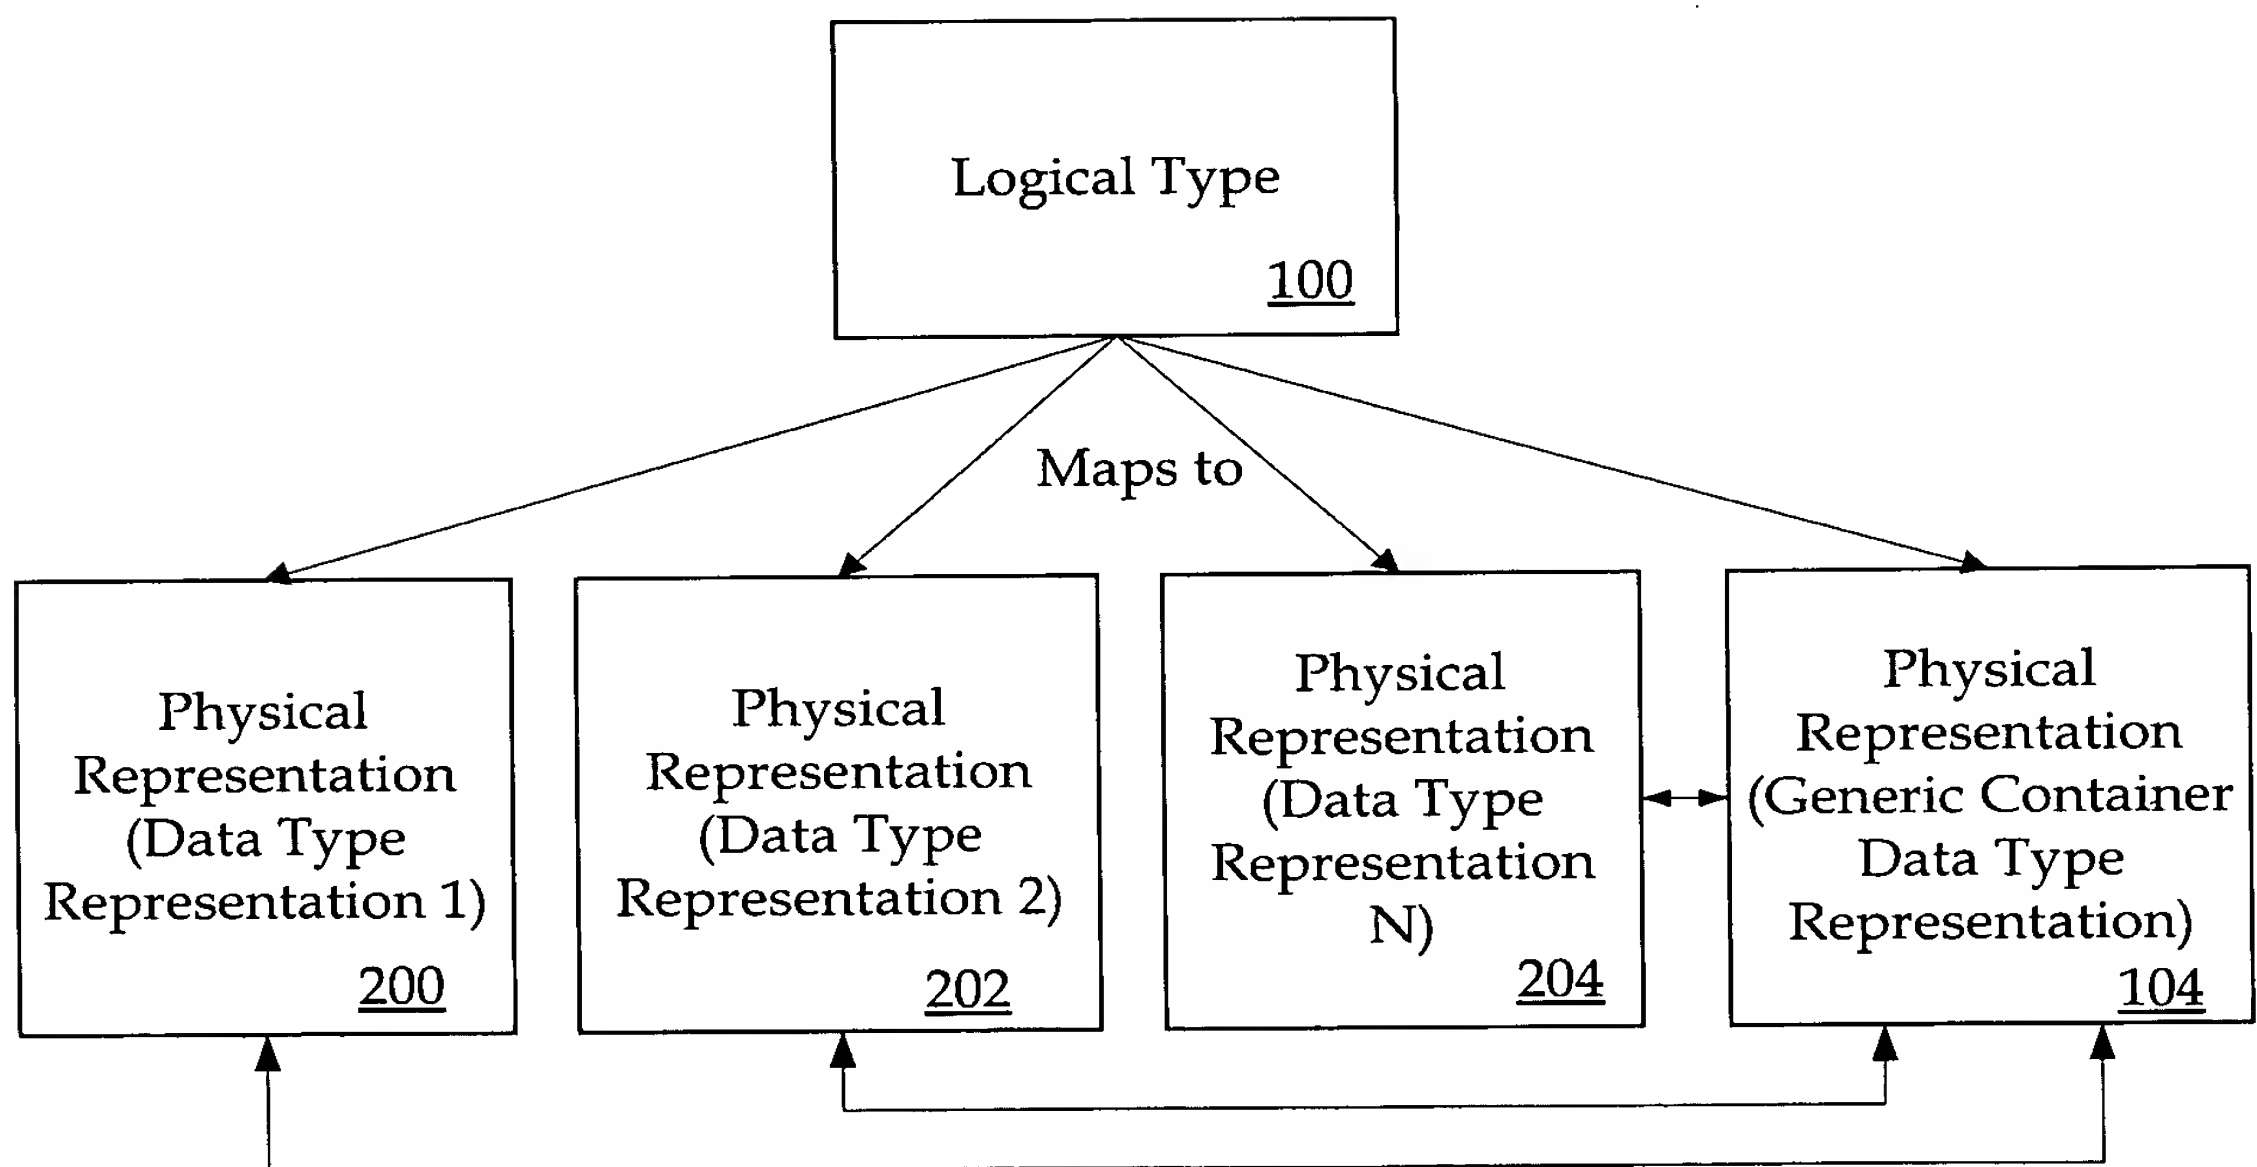 Logical Type
100
Maps to
Physical
Representation
(Data Type
Representation 1)
200
Physical
Representation
(Data Type
Representation 2)
202
Physical
Representation
(Data Type
Representation
N)
204
Physical
Representation
(Generic Container
Data Type
Representation)
104